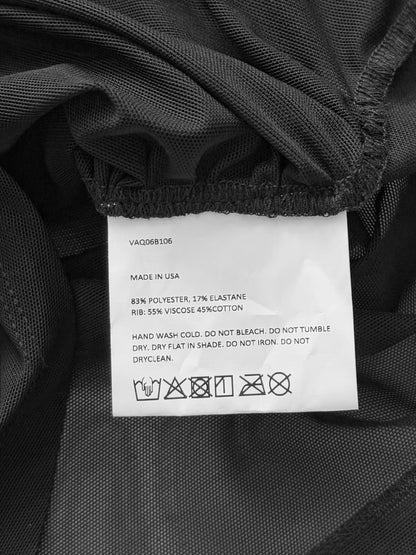 VAQ06B106
MADE IN USA
83% POLYESTER, 17% ELASTANE
RIB: 55% VISCOSE 45%COTTON
HAND WASH COLD. DO NOT BLEACH. DO NOT TUMBLE
DRY. DRY FLAT IN SHADE. DO NOT IRON. DO NOT
DRYCLEAN.